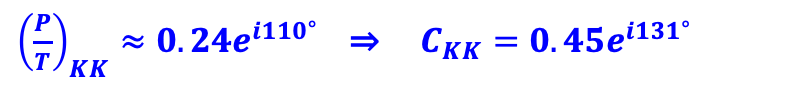 (P/T)_KK ≈ 0.24e^{i110°} ⇒ C_KK = 0.45e^{i131°}